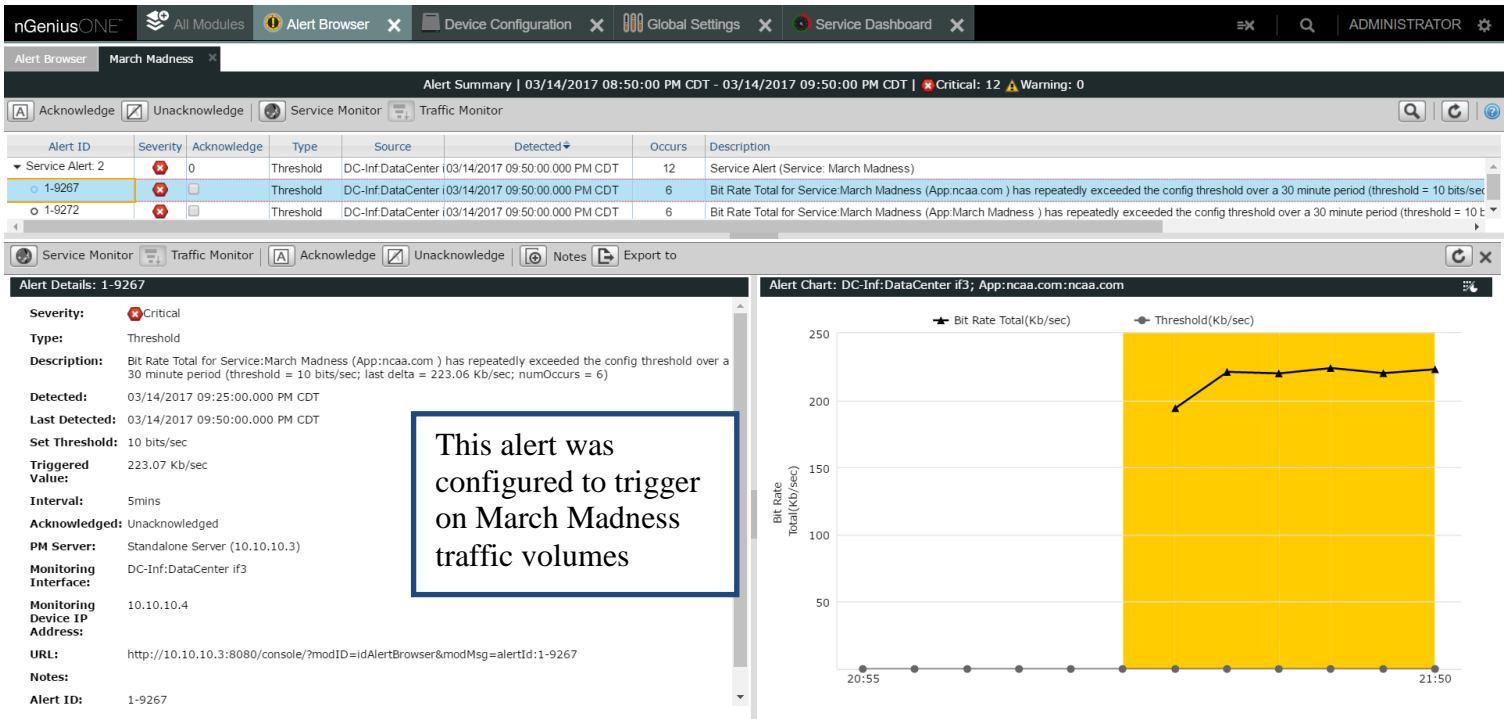 nGeniusONE™ All Modules Alert Browser Device Configuration Global Settings Service Dashboard ADMINISTRATOR
Alert Browser March Madness
Alert Summary | 03/14/2017 08:50:00 PM CDT - 03/14/2017 09:50:00 PM CDT | Critical: 12 Warning: 0
A Acknowledge Unacknowledge Service Monitor Traffic Monitor
Alert ID Severity Acknowledge Type Source Detected Occurs Description
Service Alert: 2 0 Threshold DC-Inf:DataCenter i 03/14/2017 09:50:00.000 PM CDT 12 Service Alert (Service: March Madness)
1-9267 Threshold DC-Inf:DataCenter i 03/14/2017 09:50:00.000 PM CDT 6 Bit Rate Total for Service:March Madness (App:ncaa.com ) has repeatedly exceeded the config threshold over a 30 minute period (threshold = 10 bits/sec
1-9272 Threshold DC-Inf:DataCenter i 03/14/2017 09:50:00.000 PM CDT 6 Bit Rate Total for Service:March Madness (App:March Madness ) has repeatedly exceeded the config threshold over a 30 minute period (threshold = 10 b
Service Monitor Traffic Monitor A Acknowledge Unacknowledge Notes Export to
Alert Details: 1-9267
Severity: Critical
Type: Threshold
Description: Bit Rate Total for Service:March Madness (App:ncaa.com ) has repeatedly exceeded the config threshold over a
30 minute period (threshold = 10 bits/sec; last delta = 223.06 Kb/sec; numOccurs = 6)
Detected: 03/14/2017 09:25:00.000 PM CDT
Last Detected: 03/14/2017 09:50:00.000 PM CDT
Set Threshold: 10 bits/sec
Triggered 223.07 Kb/sec
Value:
Interval: 5mins
Acknowledged: Unacknowledged
PM Server: Standalone Server (10.10.10.3)
Monitoring DC-Inf:DataCenter if3
Interface:
Monitoring 10.10.10.4
Device IP
Address:
URL: http://10.10.10.3:8080/console/?modID=idAlertBrowser&modMsg=alertId:1-9267
Notes:
Alert ID: 1-9267
This alert was
configured to trigger
on March Madness
traffic volumes
Alert Chart: DC-Inf:DataCenter if3; App:ncaa.com:ncaa.com
Bit Rate Total(Kb/sec) Threshold(Kb/sec)
250
200
150
100
50
Bit Rate
Total(Kb/sec)
20:55 21:50